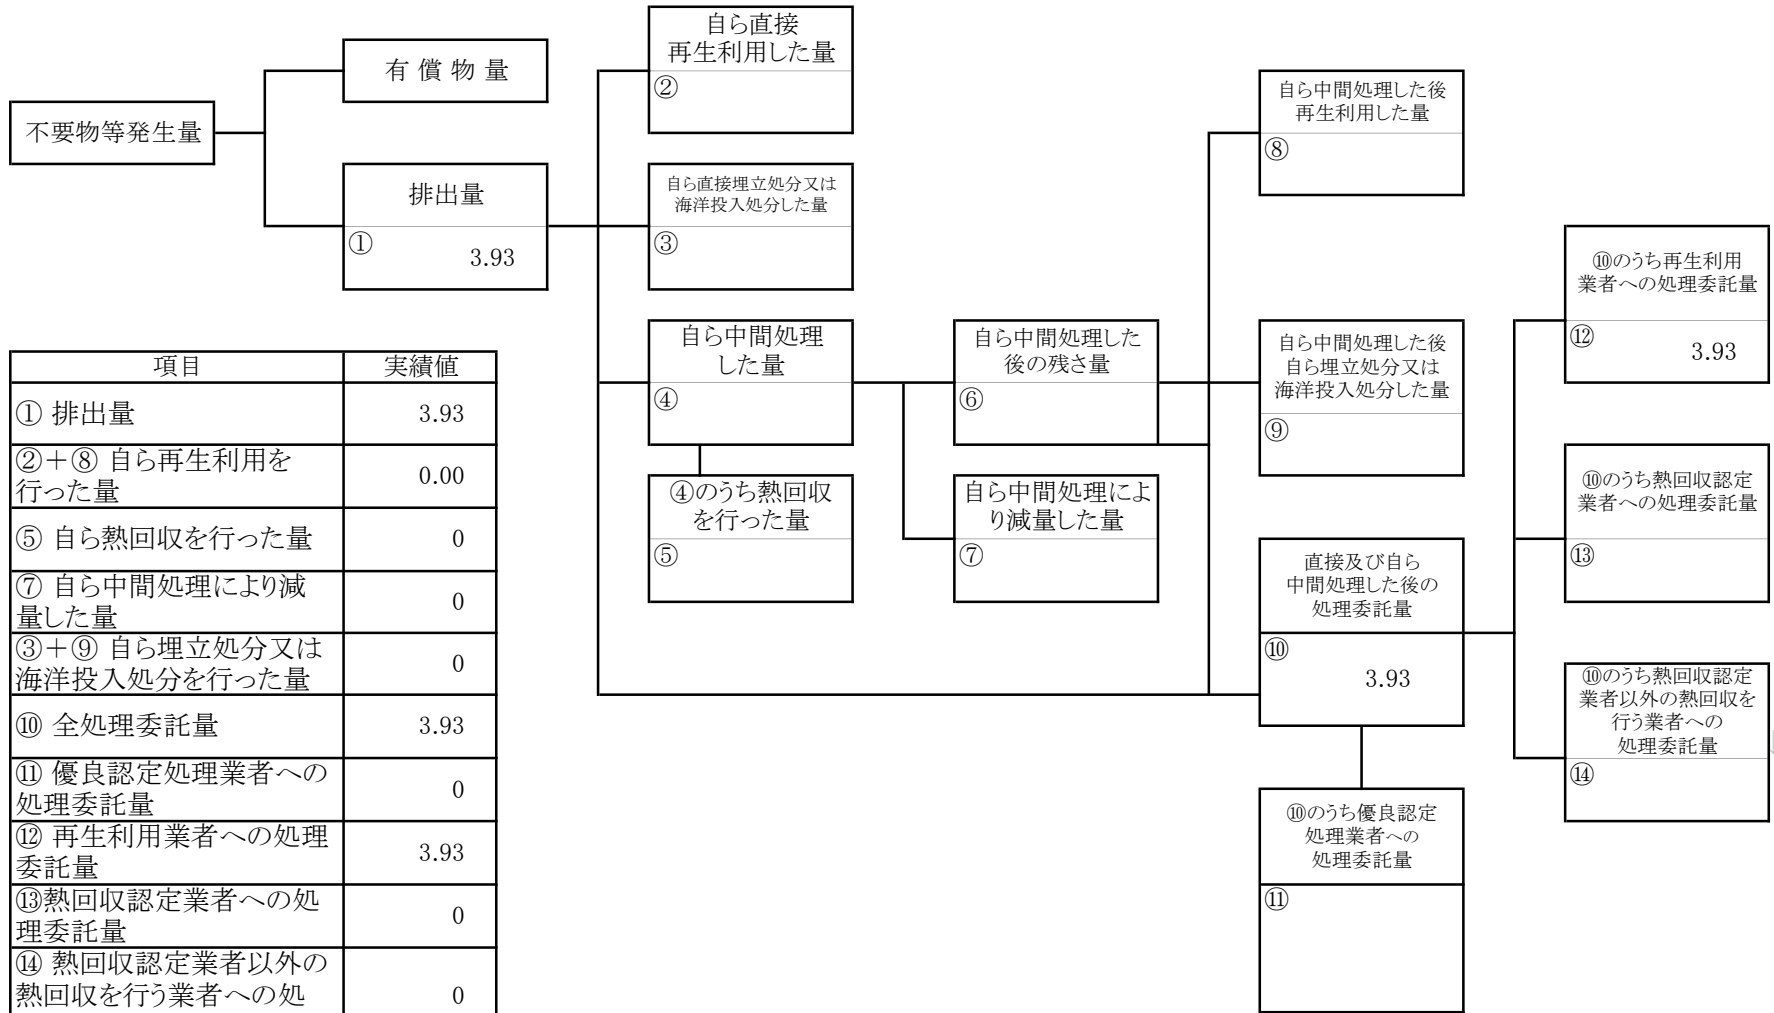 不要物等発生量
有 償 物 量
排出量
①
3.93
自ら直接
再生利用した量
②
自ら直接埋立処分又は
海洋投入処分した量
③
自ら中間処理
した量
④
④のうち熱回収
を行った量
⑤
自ら中間処理した
後の残さ量
⑥
自ら中間処理によ
り減量した量
⑦
自ら中間処理した後
再生利用した量
⑧
自ら中間処理した後
自ら埋立処分又は
海洋投入処分した量
⑨
直接及び自ら
中間処理した後の
処理委託量
⑩
3.93
⑩のうち優良認定
処理業者への
処理委託量
⑪
⑩のうち再生利用
業者への処理委託量
⑫
3.93
⑩のうち熱回収認定
業者への処理委託量
⑬
⑩のうち熱回収認定
業者以外の熱回収を
行う業者への
処理委託量
⑭
項目 実績値
① 排出量 3.93
②+⑧ 自ら再生利用を
行った量 0.00
⑤ 自ら熱回収を行った量 0
⑦ 自ら中間処理により減
量した量 0
③+⑨ 自ら埋立処分又は
海洋投入処分を行った量 0
⑩ 全処理委託量 3.93
⑪ 優良認定処理業者への
処理委託量 0
⑫ 再生利用業者への処理
委託量 3.93
⑬熱回収認定業者への処
理委託量 0
⑭ 熱回収認定業者以外の
熱回収を行う業者への処 0